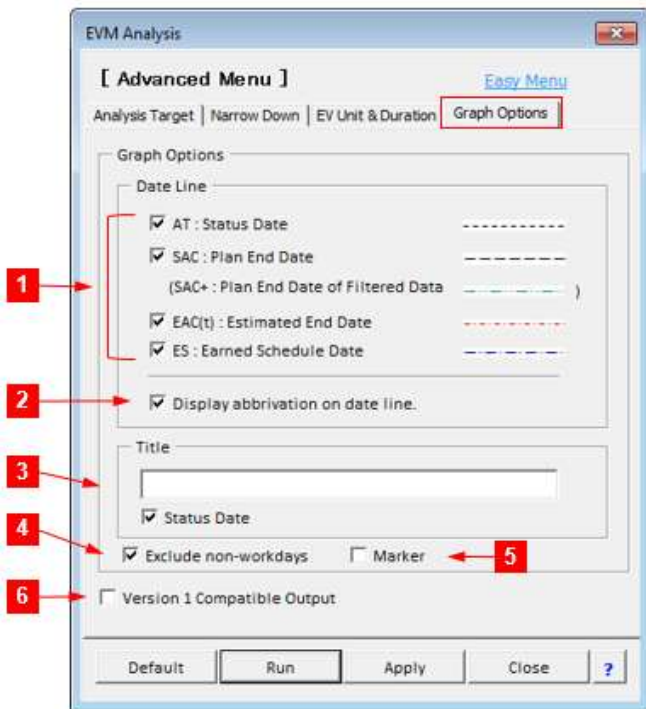 EVM Analysis
[ Advanced Menu ]
Easy Menu
Analysis Target | Narrow Down | EV Unit & Duration | Graph Options
Graph Options
Date Line
AT : Status Date
SAC : Plan End Date
(SAC+ : Plan End Date of Filtered Data )
1
EAC(t) : Estimated End Date
ES : Earned Schedule Date
2
Display abbrivation on date line.
Title
3
Status Date
4
Exclude non-workdays
Marker
5
6
Version 1 Compatible Output
Default
Run
Apply
Close
?